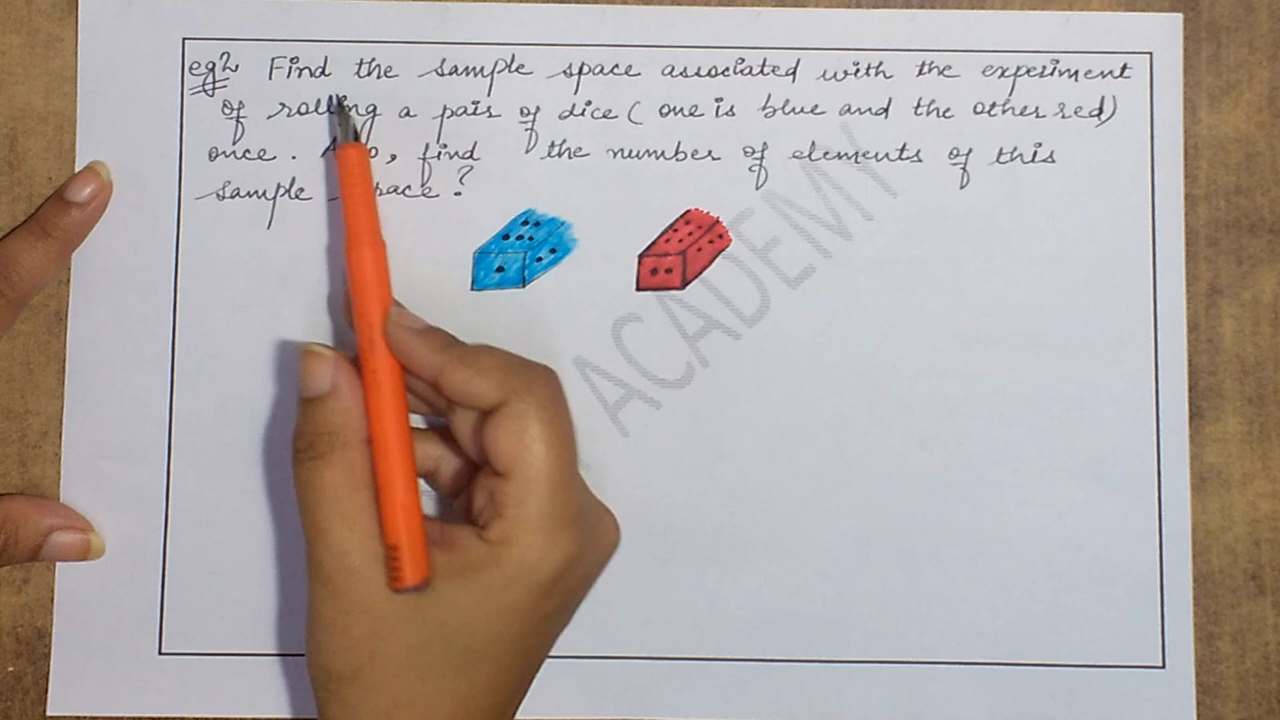 eg2 Find the sample space associated with the experiment
of rolling a pair of dice ( one is blue and the other red)
once. , find the number of elements of this
sample ?
ACADEMY